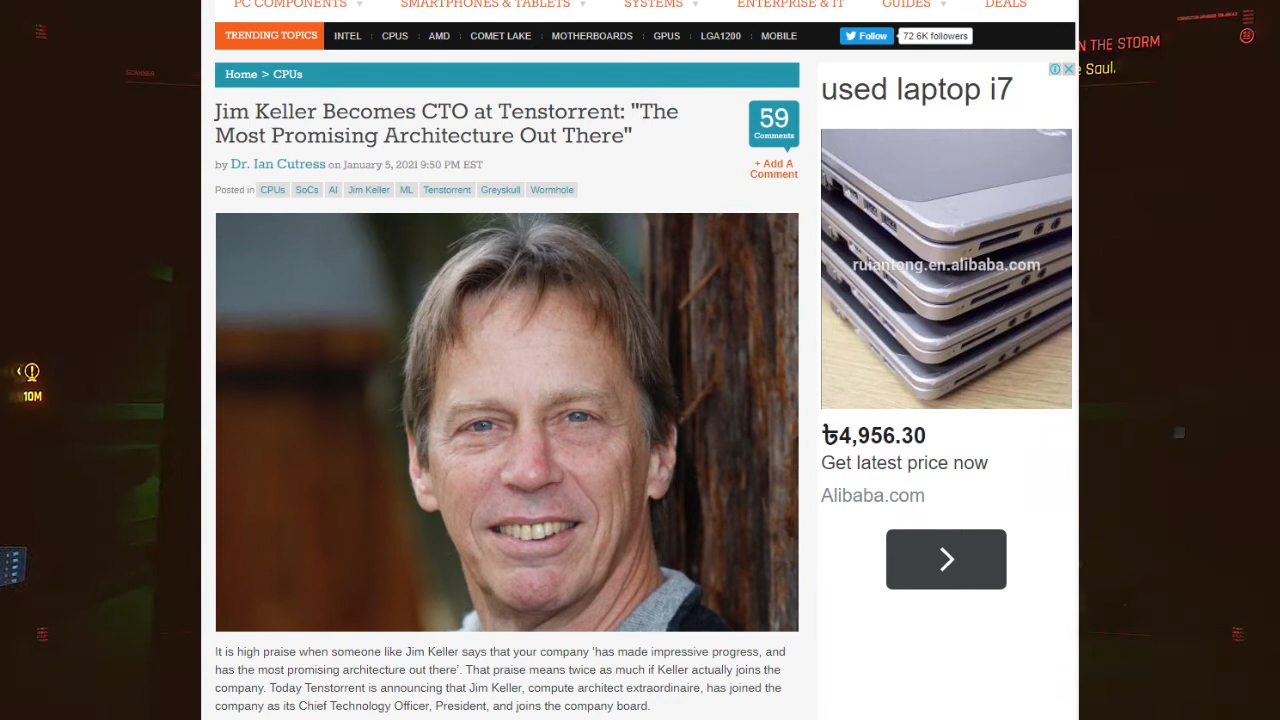 PC COMPONENTS SMARTPHONES & TABLETS SYSTEMS ENTERPRISE & IT GUIDES DEALS
TRENDING TOPICS INTEL CPUS AMD COMET LAKE MOTHERBOARDS GPUS LGA1200 MOBILE Follow 72.6K followers
N THE STORM
e Saul.
Home > CPUs
Jim Keller Becomes CTO at Tenstorrent: "The
Most Promising Architecture Out There"
59
Comments
+ Add A
Comment
by Dr. Ian Cutress on January 5, 2021 9:50 PM EST
Posted in CPUs SoCs AI Jim Keller ML Tenstorrent Greyskull Wormhole
It is high praise when someone like Jim Keller says that your company ‘has made impressive progress, and
has the most promising architecture out there’. That praise means twice as much if Keller actually joins the
company. Today Tenstorrent is announcing that Jim Keller, compute architect extraordinaire, has joined the
company as its Chief Technology Officer, President, and joins the company board.
used laptop i7
ruiantong.en.alibaba.com
৳4,956.30
Get latest price now
Alibaba.com
10M